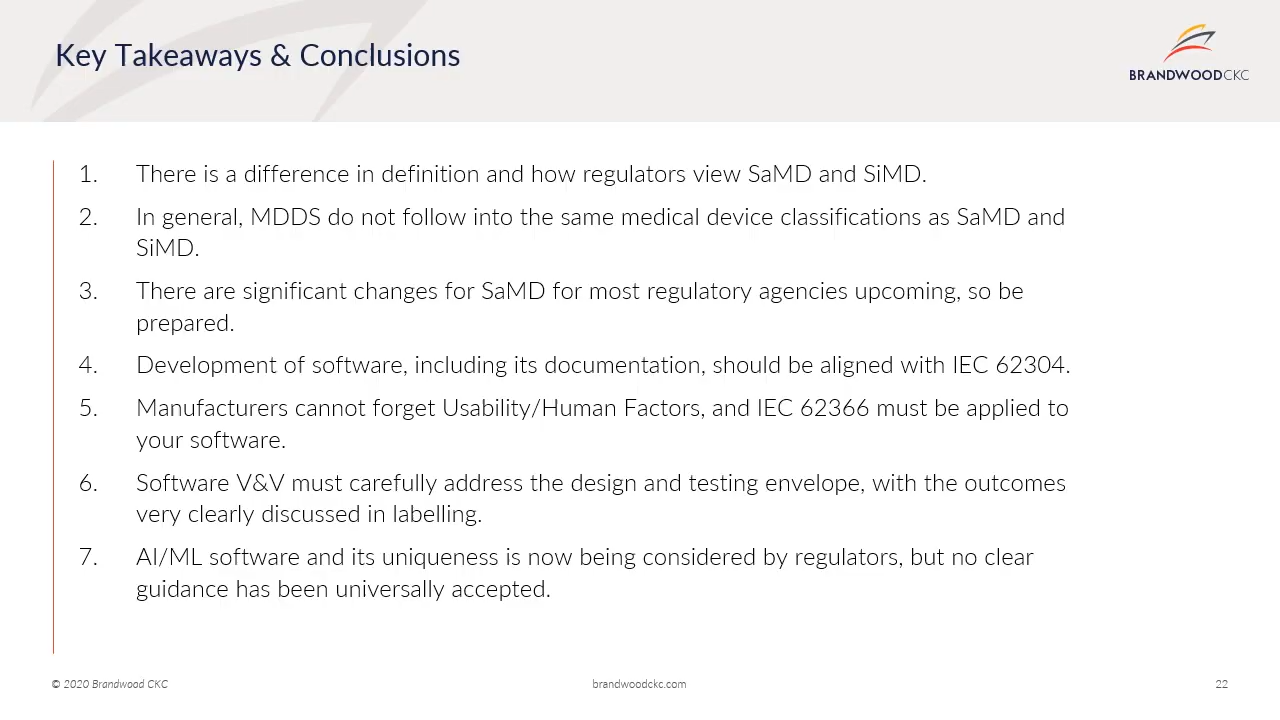 Key Takeaways & Conclusions
BRANDWOODCKC
1. There is a difference in definition and how regulators view SaMD and SiMD.
2. In general, MDDS do not follow into the same medical device classifications as SaMD and
SiMD.
3. There are significant changes for SaMD for most regulatory agencies upcoming, so be
prepared.
4. Development of software, including its documentation, should be aligned with IEC 62304.
5. Manufacturers cannot forget Usability/Human Factors, and IEC 62366 must be applied to
your software.
6. Software V&V must carefully address the design and testing envelope, with the outcomes
very clearly discussed in labelling.
7. AI/ML software and its uniqueness is now being considered by regulators, but no clear
guidance has been universally accepted.
© 2020 Brandwood CKC
brandwoodckc.com
22